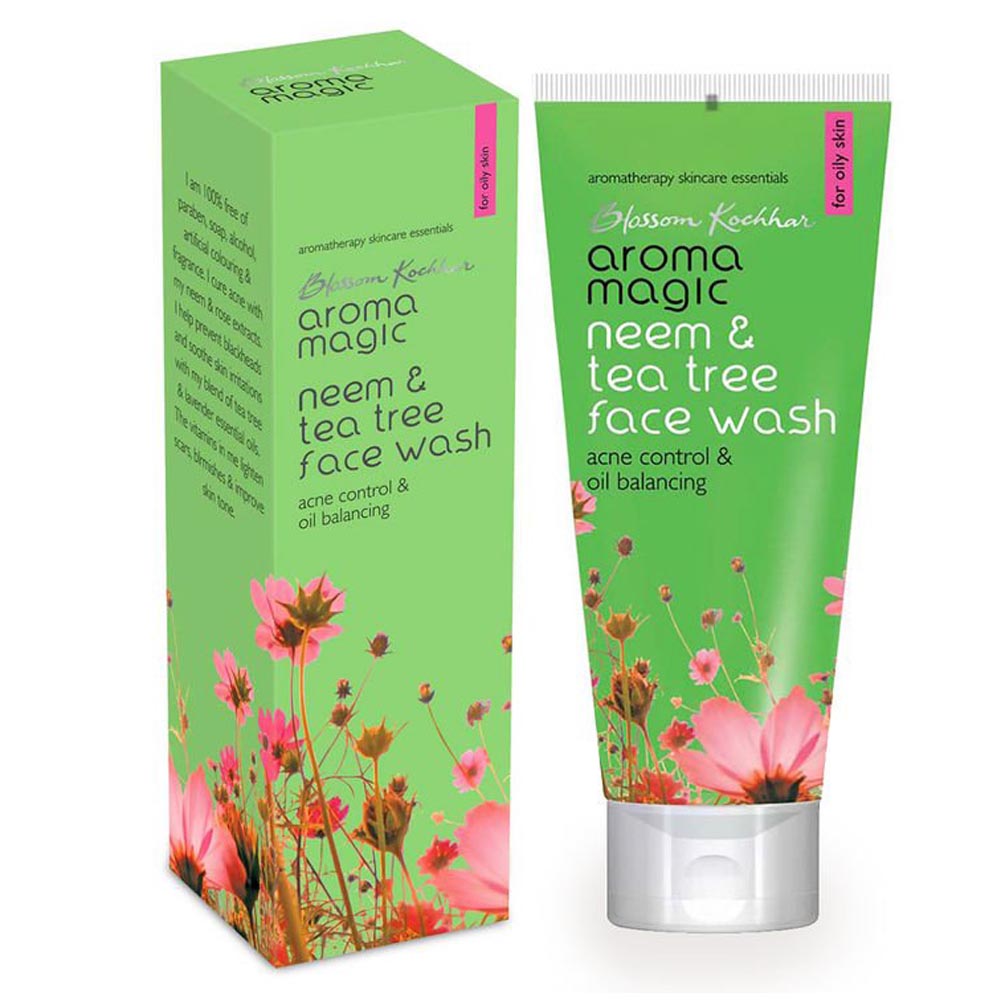 Blossom Kochhar
aroma
magic
I am 100% free of
paraben, soap, alcohol,
artificial colouring &
fragrance. I cure acne with
my neem & rose extracts.
I help prevent blackheads
and soothe skin irritations
with my blend of tea tree
& lavender essential oils.
The vitamins in me lighten
scars, blemishes & improve
skin tone.
for oily skin
aromatherapy skincare essentials
Blossom Kochhar
aroma
magic
neem &
tea tree
face wash
acne control &
oil balancing
for oily skin
aromatherapy skincare essentials
Blossom Kochhar
aroma
magic
neem &
tea tree
face wash
acne control &
oil balancing